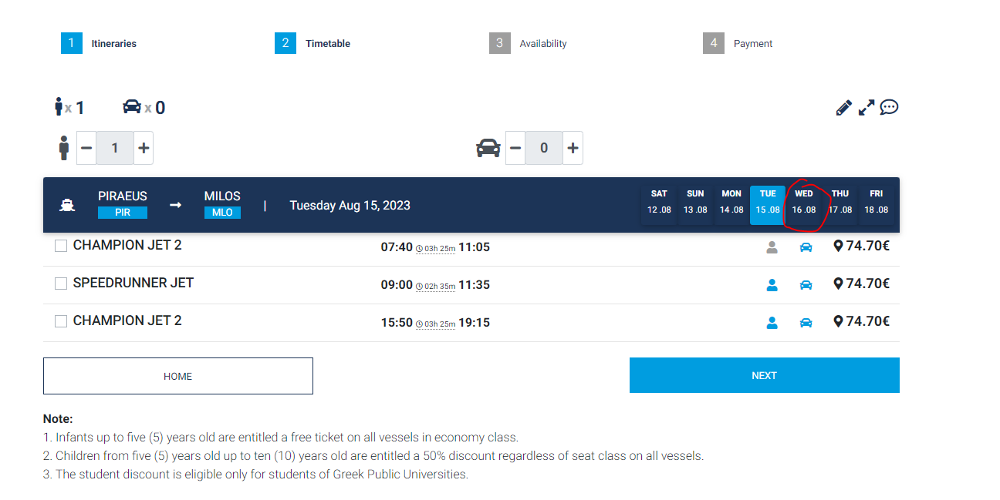 1 Itineraries 2 Timetable 3 Availability 4 Payment
x 1 x 0
− 1 + − 0 +
PIRAEUS → MILOS | Tuesday Aug 15, 2023 SAT SUN MON TUE WED THU FRI
PIR MLO 12 .08 13 .08 14 .08 15 .08 16 .08 17 .08 18 .08
CHAMPION JET 2 07:40 03h 25m 11:05 74.70€
SPEEDRUNNER JET 09:00 02h 35m 11:35 74.70€
CHAMPION JET 2 15:50 03h 25m 19:15 74.70€
HOME NEXT
Note:
1. Infants up to five (5) years old are entitled a free ticket on all vessels in economy class.
2. Children from five (5) years old up to ten (10) years old are entitled a 50% discount regardless of seat class on all vessels.
3. The student discount is eligible only for students of Greek Public Universities.